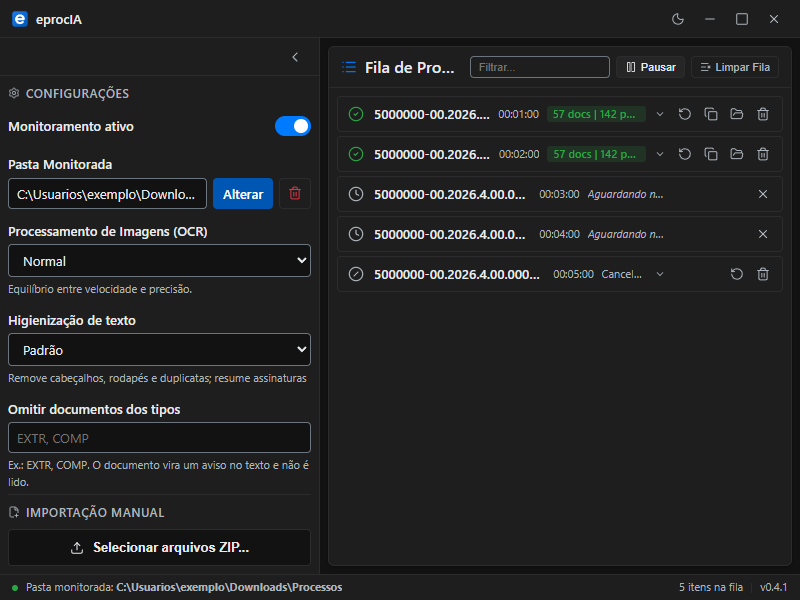 e eprocIA
CONFIGURAÇÕES
Monitoramento ativo
Pasta Monitorada
C:\Usuarios\exemplo\Downlo... Alterar
Processamento de Imagens (OCR)
Normal
Equilíbrio entre velocidade e precisão.
Higienização de texto
Padrão
Remove cabeçalhos, rodapés e duplicatas; resume assinaturas
Omitir documentos dos tipos
EXTR, COMP
Ex.: EXTR, COMP. O documento vira um aviso no texto e não é
lido.
IMPORTAÇÃO MANUAL
Selecionar arquivos ZIP...
Fila de Pro... Filtrar... Pausar Limpar Fila
5000000-00.2026.... 00:01:00 57 docs | 142 p...
5000000-00.2026.... 00:02:00 57 docs | 142 p...
5000000-00.2026.4.00.0... 00:03:00 Aguardando n...
5000000-00.2026.4.00.0... 00:04:00 Aguardando n...
5000000-00.2026.4.00.000... 00:05:00 Cancel...
Pasta monitorada: C:\Usuarios\exemplo\Downloads\Processos 5 itens na fila v0.4.1